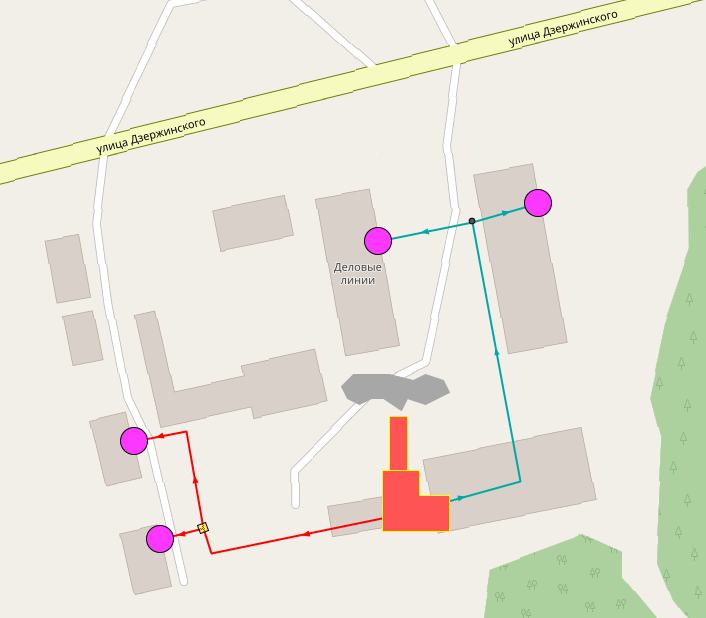 улица Дзержинского
улица Дзержинского
Деловые
линии